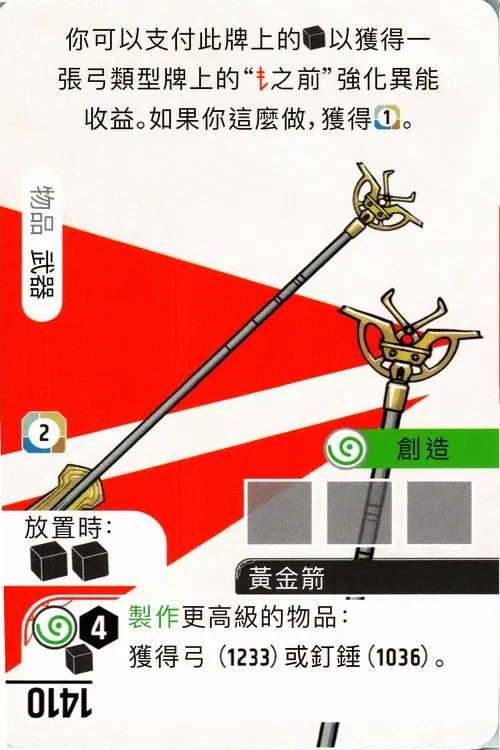 你可以支付此牌上的以獲得一
張弓類型牌上的“之前”強化異能
收益。如果你這麼做,獲得1。
物品 武器
2
創造
放置時:
黃金箭
4
製作更高級的物品:
獲得弓 (1233) 或釘錘 (1036) 。
1410